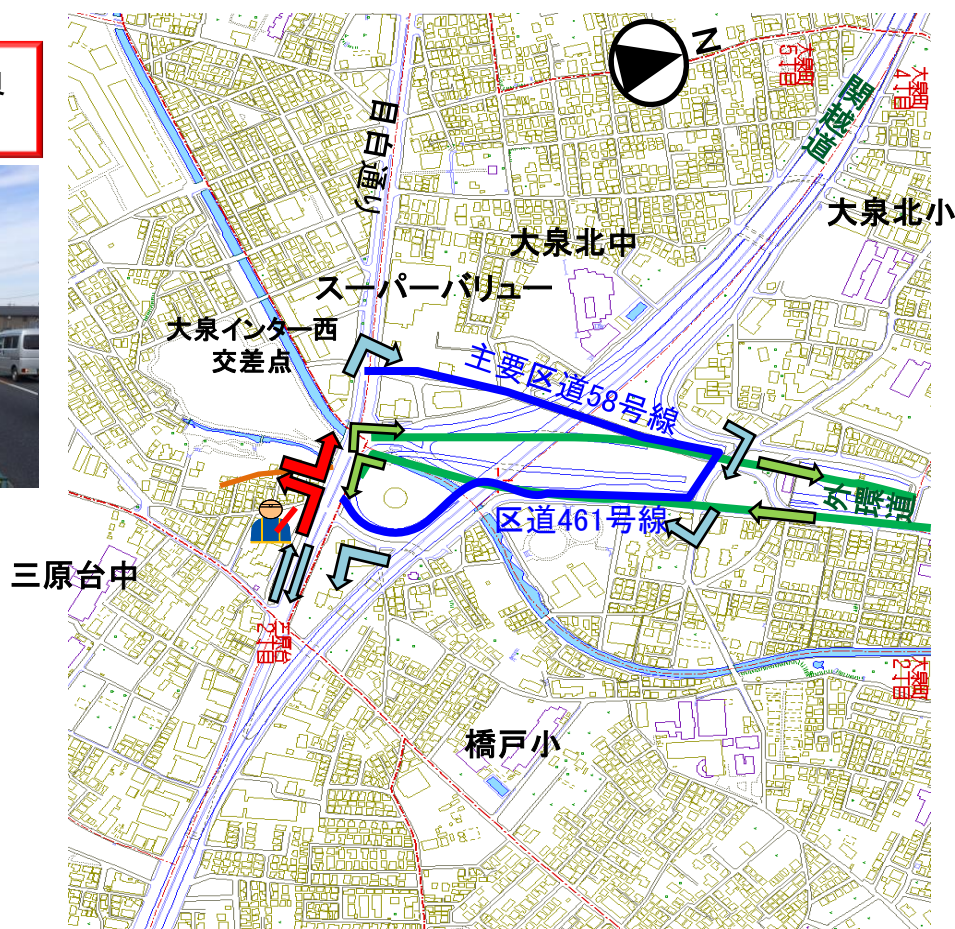 N
大泉町
5丁目
大泉町
4丁目
関越道
目白通り
大泉北小
大泉北中
スーパーバリュー
大泉インター西
交差点
主要区道58号線
外環道
区道461号線
三原台中
三原台
2丁目
大泉町
2丁目
橋戸小